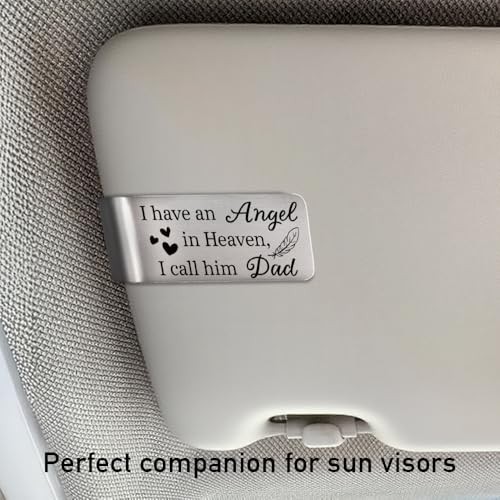 I have an Angel
in Heaven,
I call him Dad
Perfect companion for sun visors